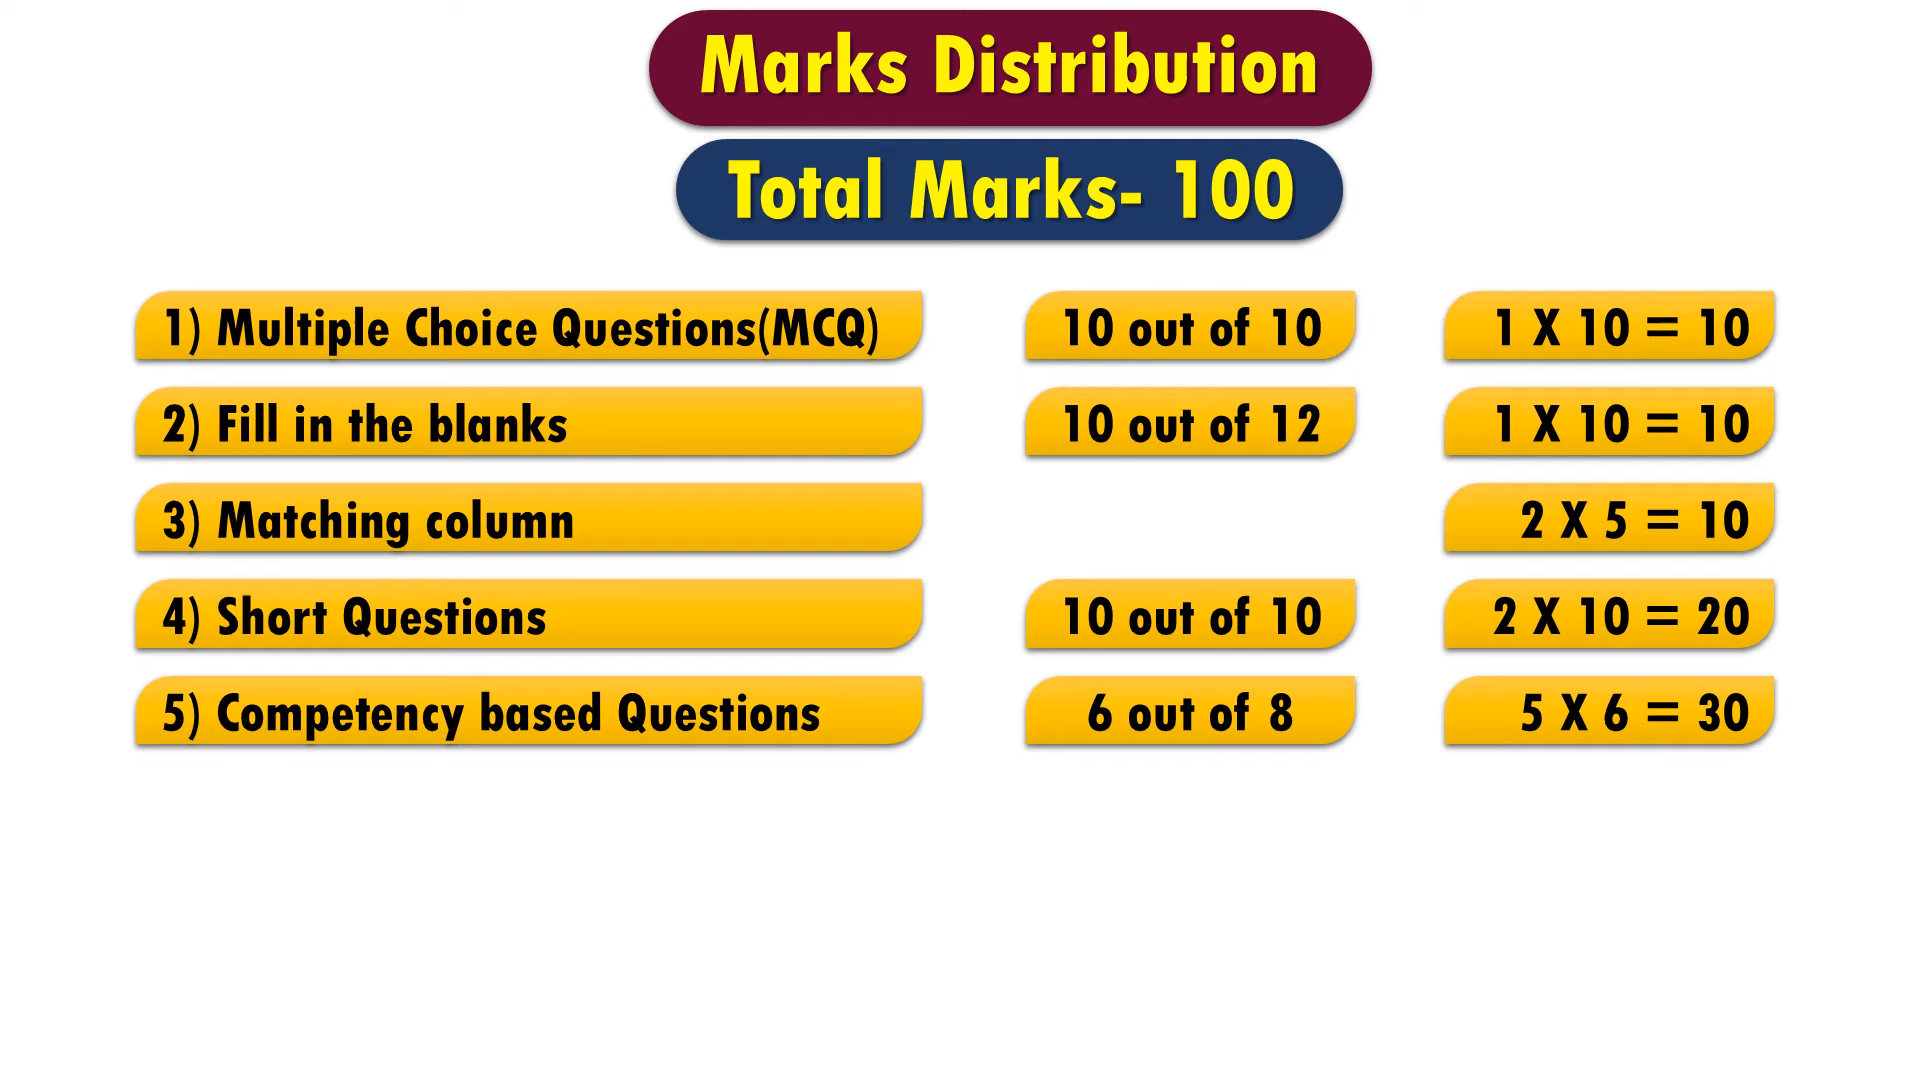 Marks Distribution
Total Marks- 100
1) Multiple Choice Questions(MCQ) 10 out of 10 1 X 10 = 10
2) Fill in the blanks 10 out of 12 1 X 10 = 10
3) Matching column 2 X 5 = 10
4) Short Questions 10 out of 10 2 X 10 = 20
5) Competency based Questions 6 out of 8 5 X 6 = 30